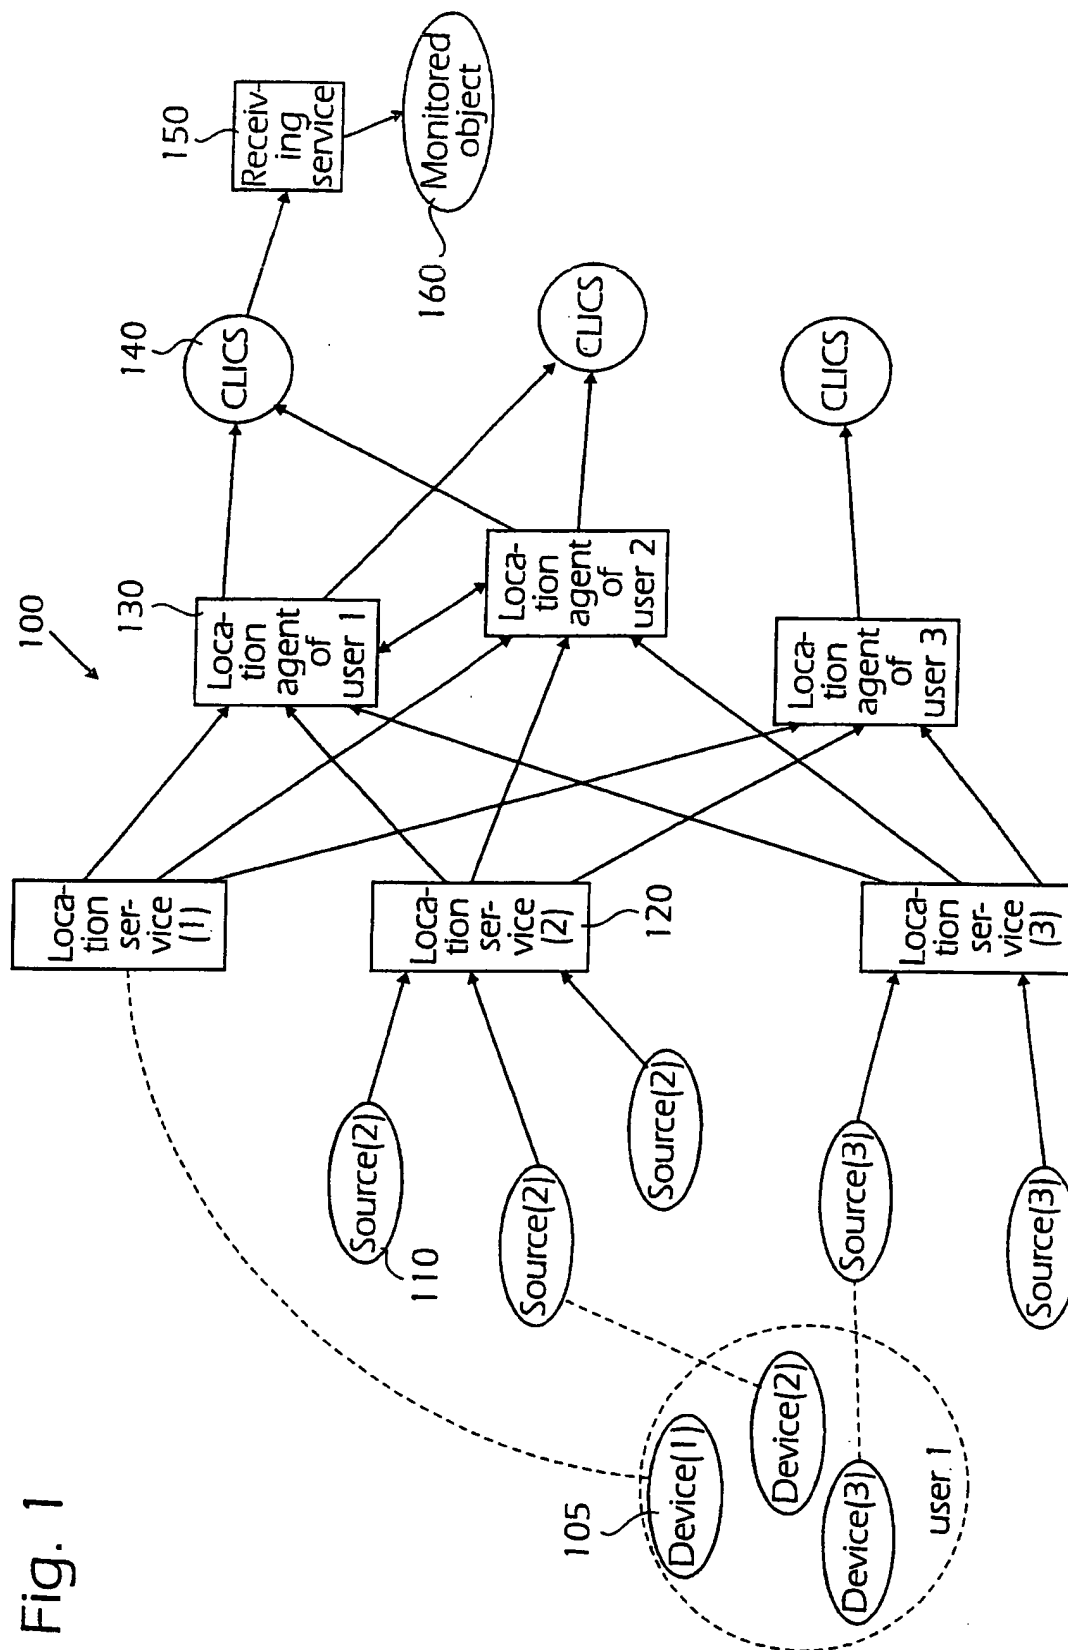 Fig. 1
100
105
Device(1)
Device(2)
Device(3)
user 1
110
Source(2)
Source(2)
Source(2)
Source(3)
Source(3)
Loca-
tion
ser-
vice
(1)
Loca-
tion
ser-
vice
(2)
120
Loca-
tion
ser-
vice
(3)
130
Loca-
tion
agent
of
user 1
Loca-
tion
agent
of
user 2
Loca-
tion
agent
of
user 3
140
CLICS
CLICS
CLICS
150
Receiv-
ing
service
160
Monitored
object